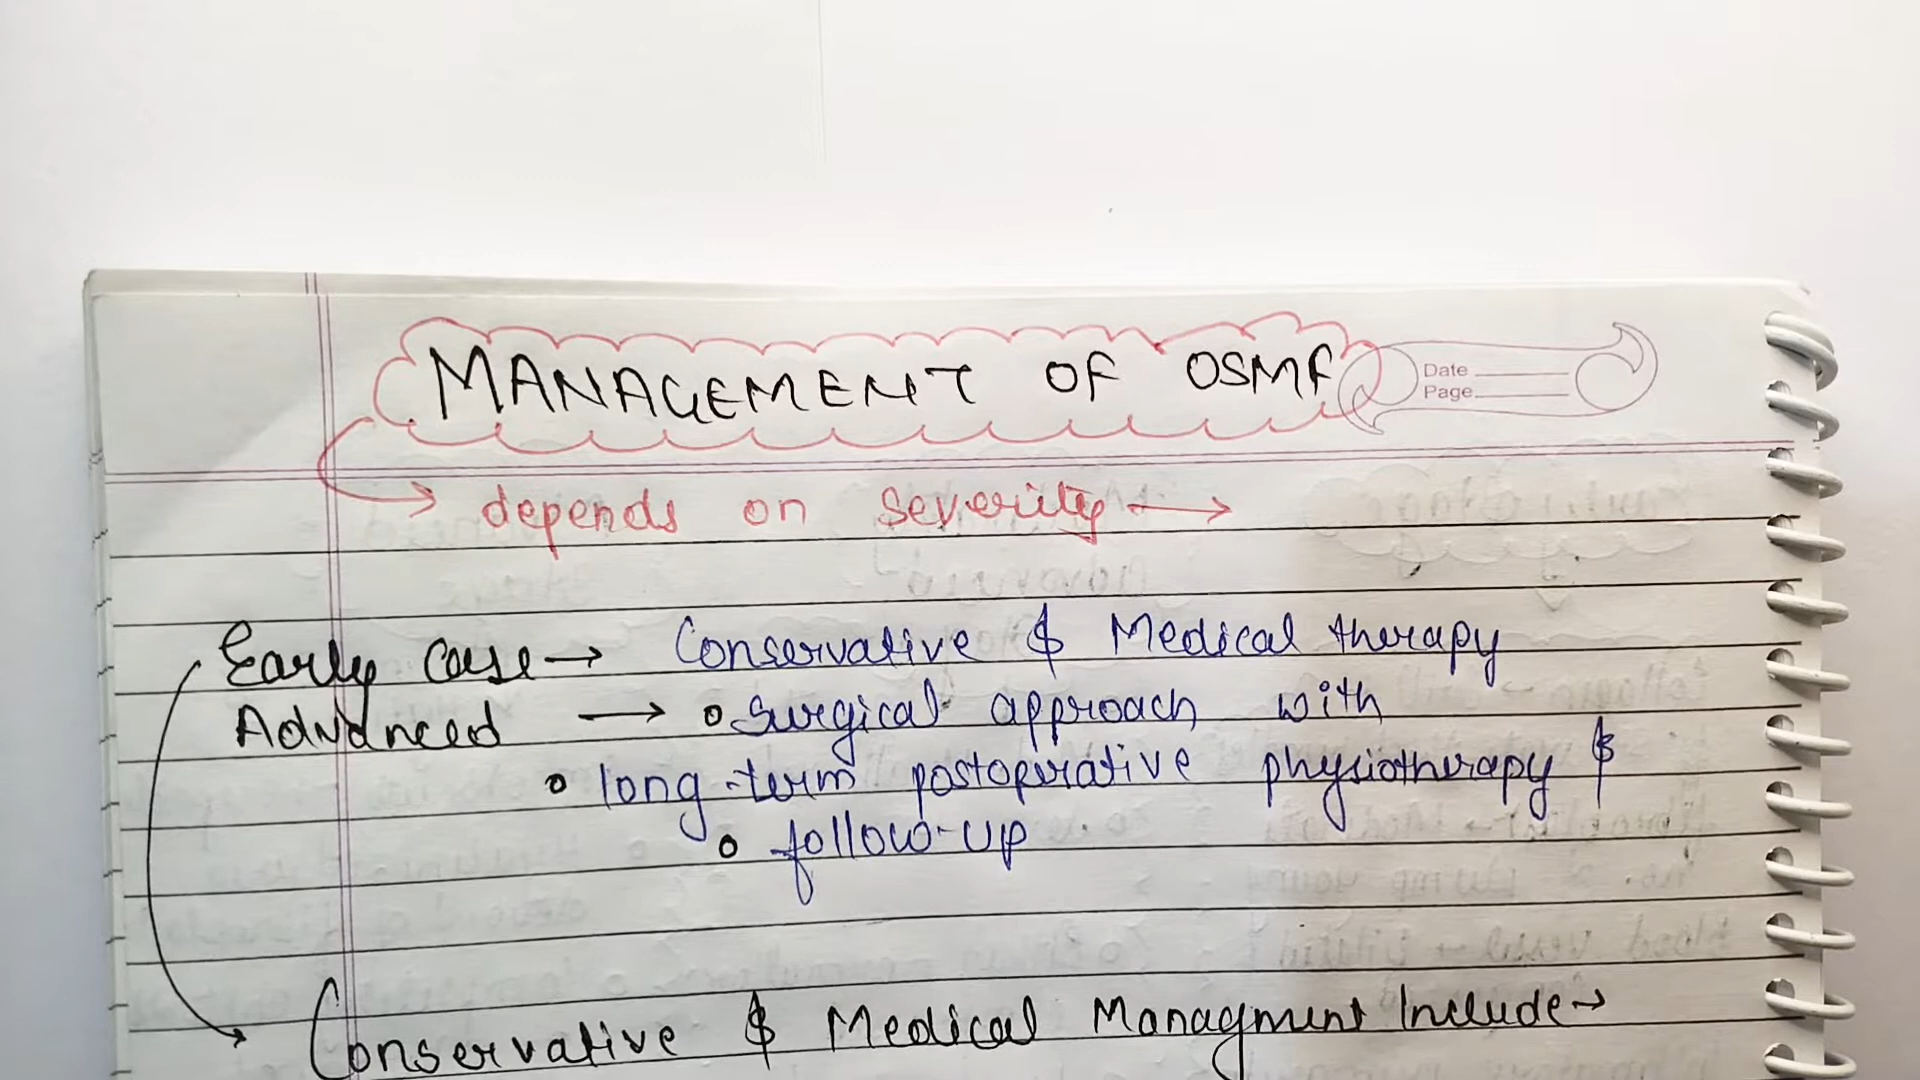 MANAGEMENT OF OSMF
Date
Page
→ depends on severity →
Early case → Conservative & Medical therapy
Advanced → o surgical approach with
o long-term postoperative physiotherapy &
o follow-up
Conservative & Medical Managment Include →